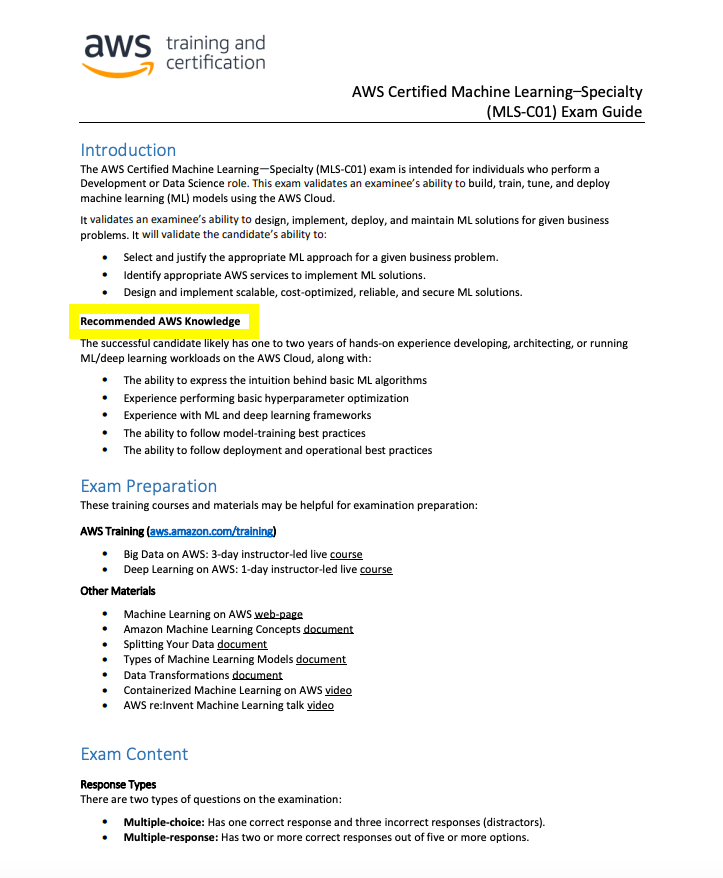 aws training and
certification
AWS Certified Machine Learning—Specialty
(MLS-C01) Exam Guide
Introduction
The AWS Certified Machine Learning—Specialty (MLS-C01) exam is intended for individuals who perform a
Development or Data Science role. This exam validates an examinee's ability to build, train, tune, and deploy
machine learning (ML) models using the AWS Cloud.
It validates an examinee's ability to design, implement, deploy, and maintain ML solutions for given business
problems. It will validate the candidate's ability to:
• Select and justify the appropriate ML approach for a given business problem.
• Identify appropriate AWS services to implement ML solutions.
• Design and implement scalable, cost-optimized, reliable, and secure ML solutions.
Recommended AWS Knowledge
The successful candidate likely has one to two years of hands-on experience developing, architecting, or running
ML/deep learning workloads on the AWS Cloud, along with:
• The ability to express the intuition behind basic ML algorithms
• Experience performing basic hyperparameter optimization
• Experience with ML and deep learning frameworks
• The ability to follow model-training best practices
• The ability to follow deployment and operational best practices
Exam Preparation
These training courses and materials may be helpful for examination preparation:
AWS Training (aws.amazon.com/training)
• Big Data on AWS: 3-day instructor-led live course
• Deep Learning on AWS: 1-day instructor-led live course
Other Materials
• Machine Learning on AWS web-page
• Amazon Machine Learning Concepts document
• Splitting Your Data document
• Types of Machine Learning Models document
• Data Transformations document
• Containerized Machine Learning on AWS video
• AWS re:Invent Machine Learning talk video
Exam Content
Response Types
There are two types of questions on the examination:
• Multiple-choice: Has one correct response and three incorrect responses (distractors).
• Multiple-response: Has two or more correct responses out of five or more options.